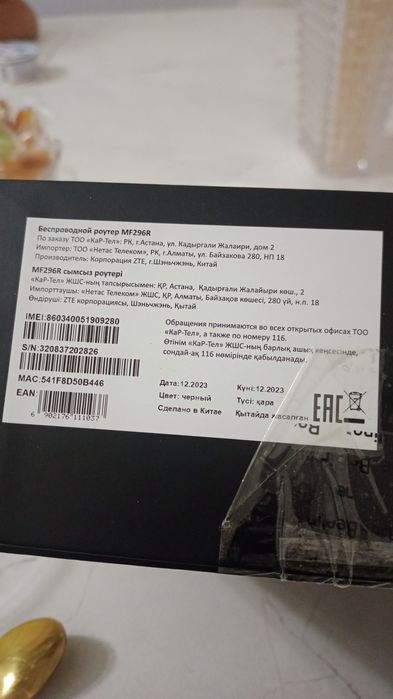 Беспроводной роутер MF296R
По заказу ТОО «КаР-Тел»: РК, г.Астана, ул. Кадыргали Жалаири, дом 2
Импортер: ТОО «Нетас Телеком», РК, г.Алматы, ул. Байзакова 280, НП 18
Производитель: Корпорация ZTE, г.Шэньчжэнь, Китай
MF296R сымсыз роутері
«КаР-Тел» ЖШС-ның тапсырысымен: ҚР, Астана, Қадырғали Жалайыри көш., 2
Импорттаушы: «Нетас Телеком» ЖШС, ҚР, Алматы, Байзақов көшесі, 280 үй, н.п. 18
Өндіруші: ZTE корпорациясы, Шэньчжэнь, Қытай
IMEI:860340051909280
Обращения принимаются во всех открытых офисах ТОО
«КаР-Тел», а также по номеру 116.
Өтінім «КаР-Тел» ЖШС-ның барлық ашық кеңсесінде,
сондай-ақ 116 нөмірінде қабылданады.
S/N:320837202826
MAC:541F8D50B446
EAN:
6 902176 111037
Дата:12.2023 Күні:12.2023
Цвет: черный Түсі: қара
Сделано в Китае Қытайда жасалған
EAC